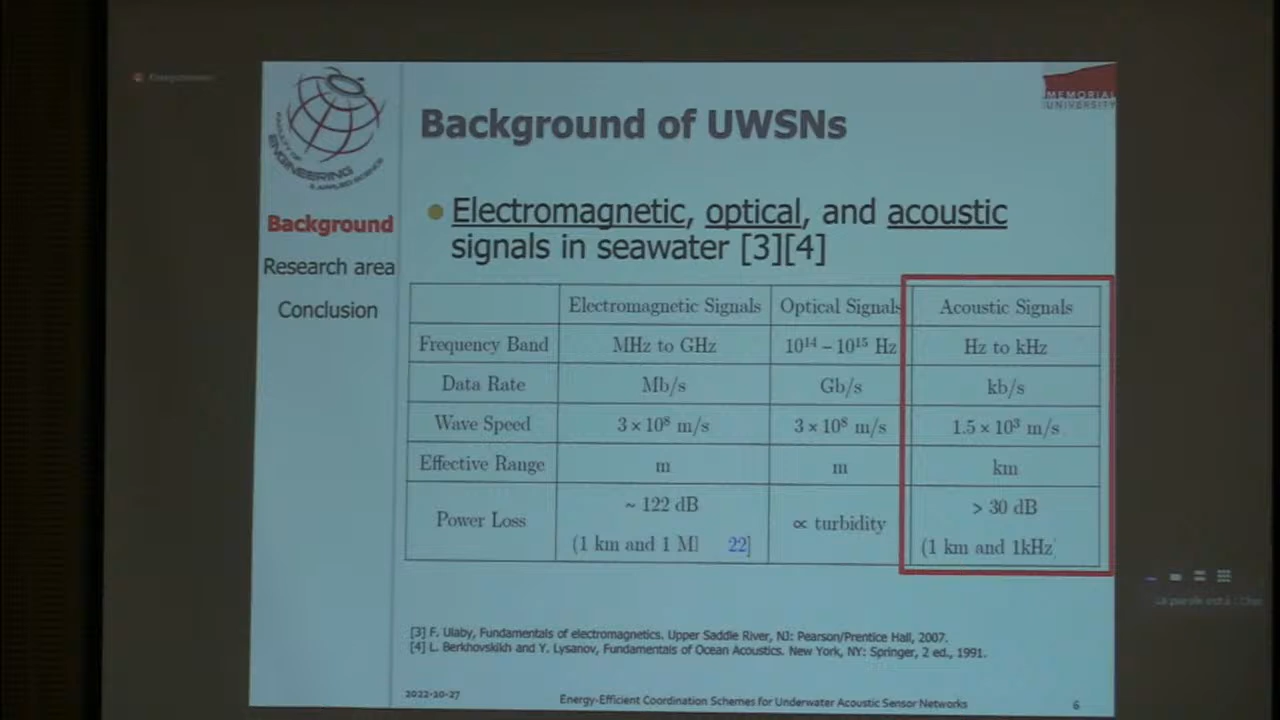 MEMORIAL
UNIVERSITY
FACULTY OF
ENGINEERING
& APPLIED SCIENCE
Background of UWSNs
Background
Research area
Conclusion
Electromagnetic, optical, and acoustic
signals in seawater [3][4]
Electromagnetic Signals Optical Signals Acoustic Signals
Frequency Band MHz to GHz 10¹⁴ – 10¹⁵ Hz Hz to kHz
Data Rate Mb/s Gb/s kb/s
Wave Speed 3 × 10⁸ m/s 3 × 10⁸ m/s 1.5 × 10³ m/s
Effective Range m m km
Power Loss ~ 122 dB (1 km and 1 M 22] ∝ turbidity > 30 dB (1 km and 1kHz)
[3] F. Ulaby, Fundamentals of electromagnetics. Upper Saddle River, NJ: Pearson/Prentice Hall, 2007.
[4] L. Berkhovskikh and Y. Lysanov, Fundamentals of Ocean Acoustics. New York, NY: Springer, 2 ed., 1991.
2022-10-27
Energy-Efficient Coordination Schemes for Underwater Acoustic Sensor Networks
6